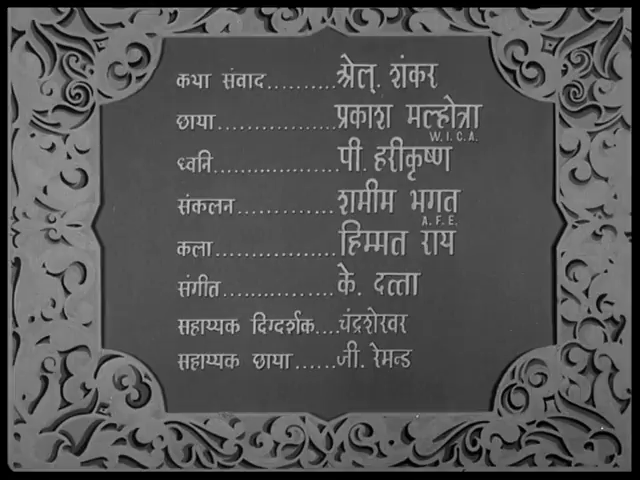 कथा संवाद..........श्रेल्. शंकर
छाया................प्रकाश मल्होत्रा
W.I.C.A.
ध्वनि.................पी. हरीकृष्ण
संकलन.............शमीम भगत
A.F.E.
कला.................हिम्मत राय
संगीत...............के. दत्ता
सहाय्यक दिग्दर्शक....चंद्रशेखर
सहाय्यक छाया......जी. रेमन्ड